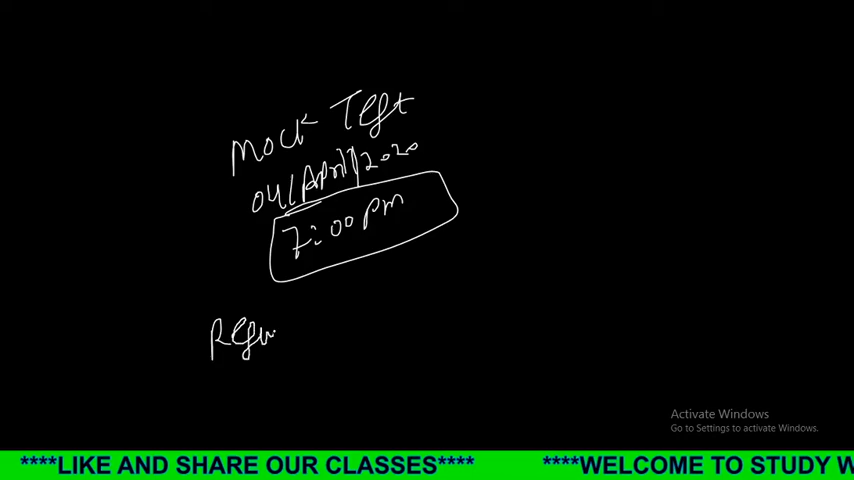 Mock Test
04/April/2020
7:00 pm
Resu
Activate Windows
Go to Settings to activate Windows.
****LIKE AND SHARE OUR CLASSES**** ****WELCOME TO STUDY W